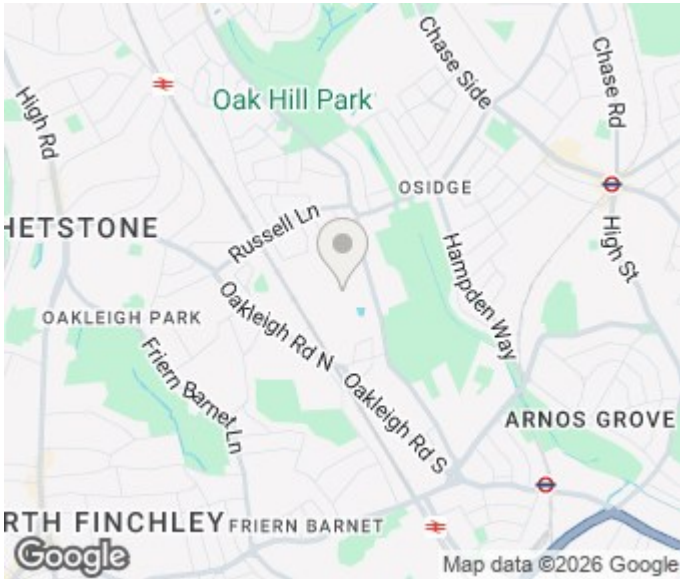 Chase Side
Chase Rd
High Rd
Oak Hill Park
OSIDGE
HETSTONE
Russell Ln
High St
Hampden Way
OAKLEIGH PARK
Oakleigh Rd N
Friern Barnet Ln
Oakleigh Rd S
ARNOS GROVE
RTH FINCHLEY
FRIERN BARNET
Google
Map data ©2026 Google